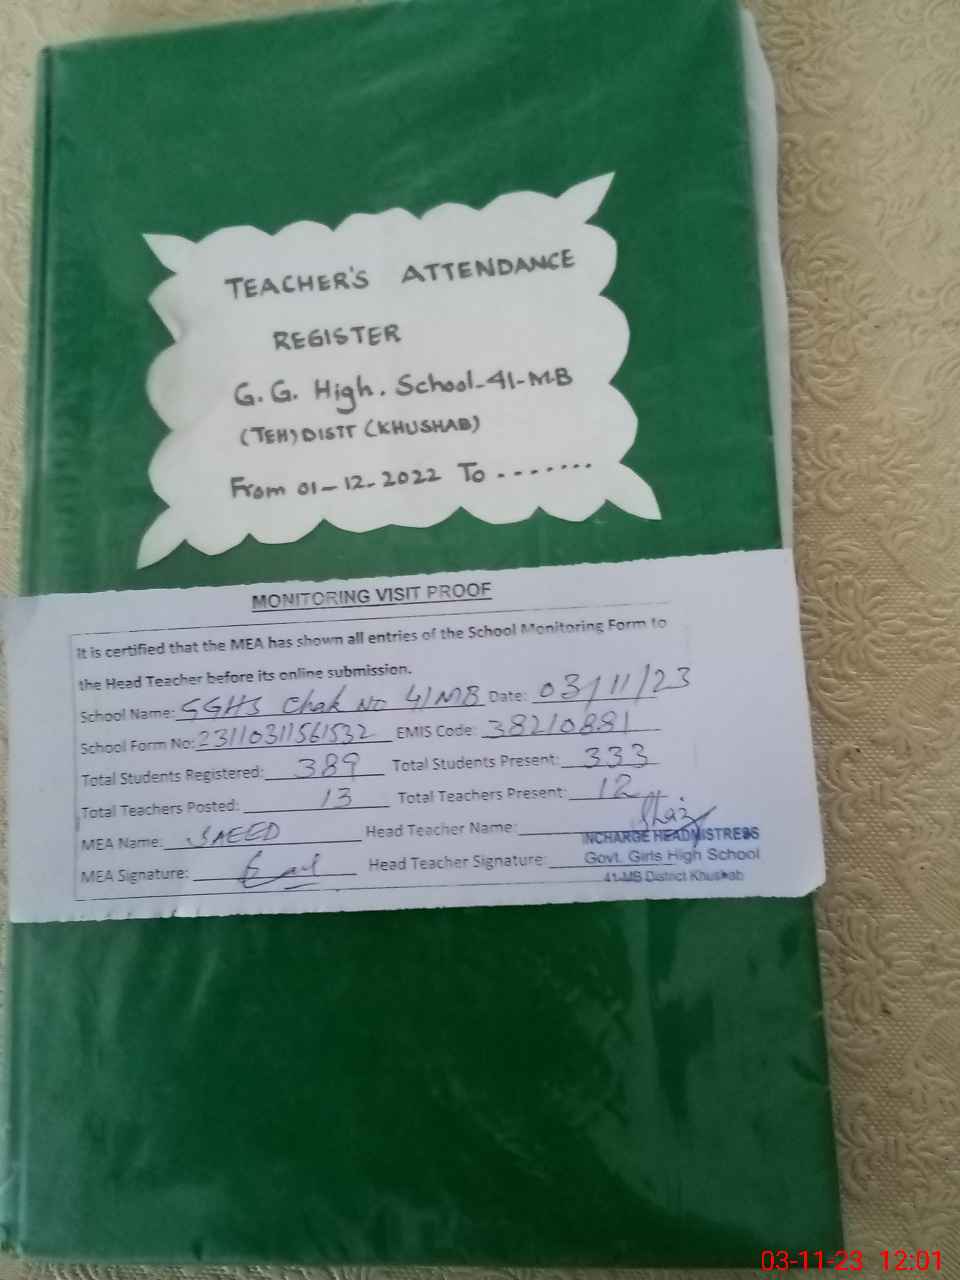 TEACHER'S ATTENDANCE
REGISTER
G.G. High. School-41-MB
(TEH) DISTT (KHUSHAB)
From 01-12-2022 To .......
MONITORING VISIT PROOF
It is certified that the MEA has shown all entries of the School Monitoring Form to
the Head Teacher before its online submission.
School Name: GGHS Chak No 41MB Date: 03/11/23
School Form No: 23110311561532 EMIS Code: 38210881
Total Students Registered: 389 Total Students Present: 333
Total Teachers Posted: 13 Total Teachers Present: 12
MEA Name: SAEED Head Teacher Name:
INCHARGE HEADMISTRESS
MEA Signature: Head Teacher Signature:
Govt. Girls High School
41-MB District Khushab
03-11-23 12:01